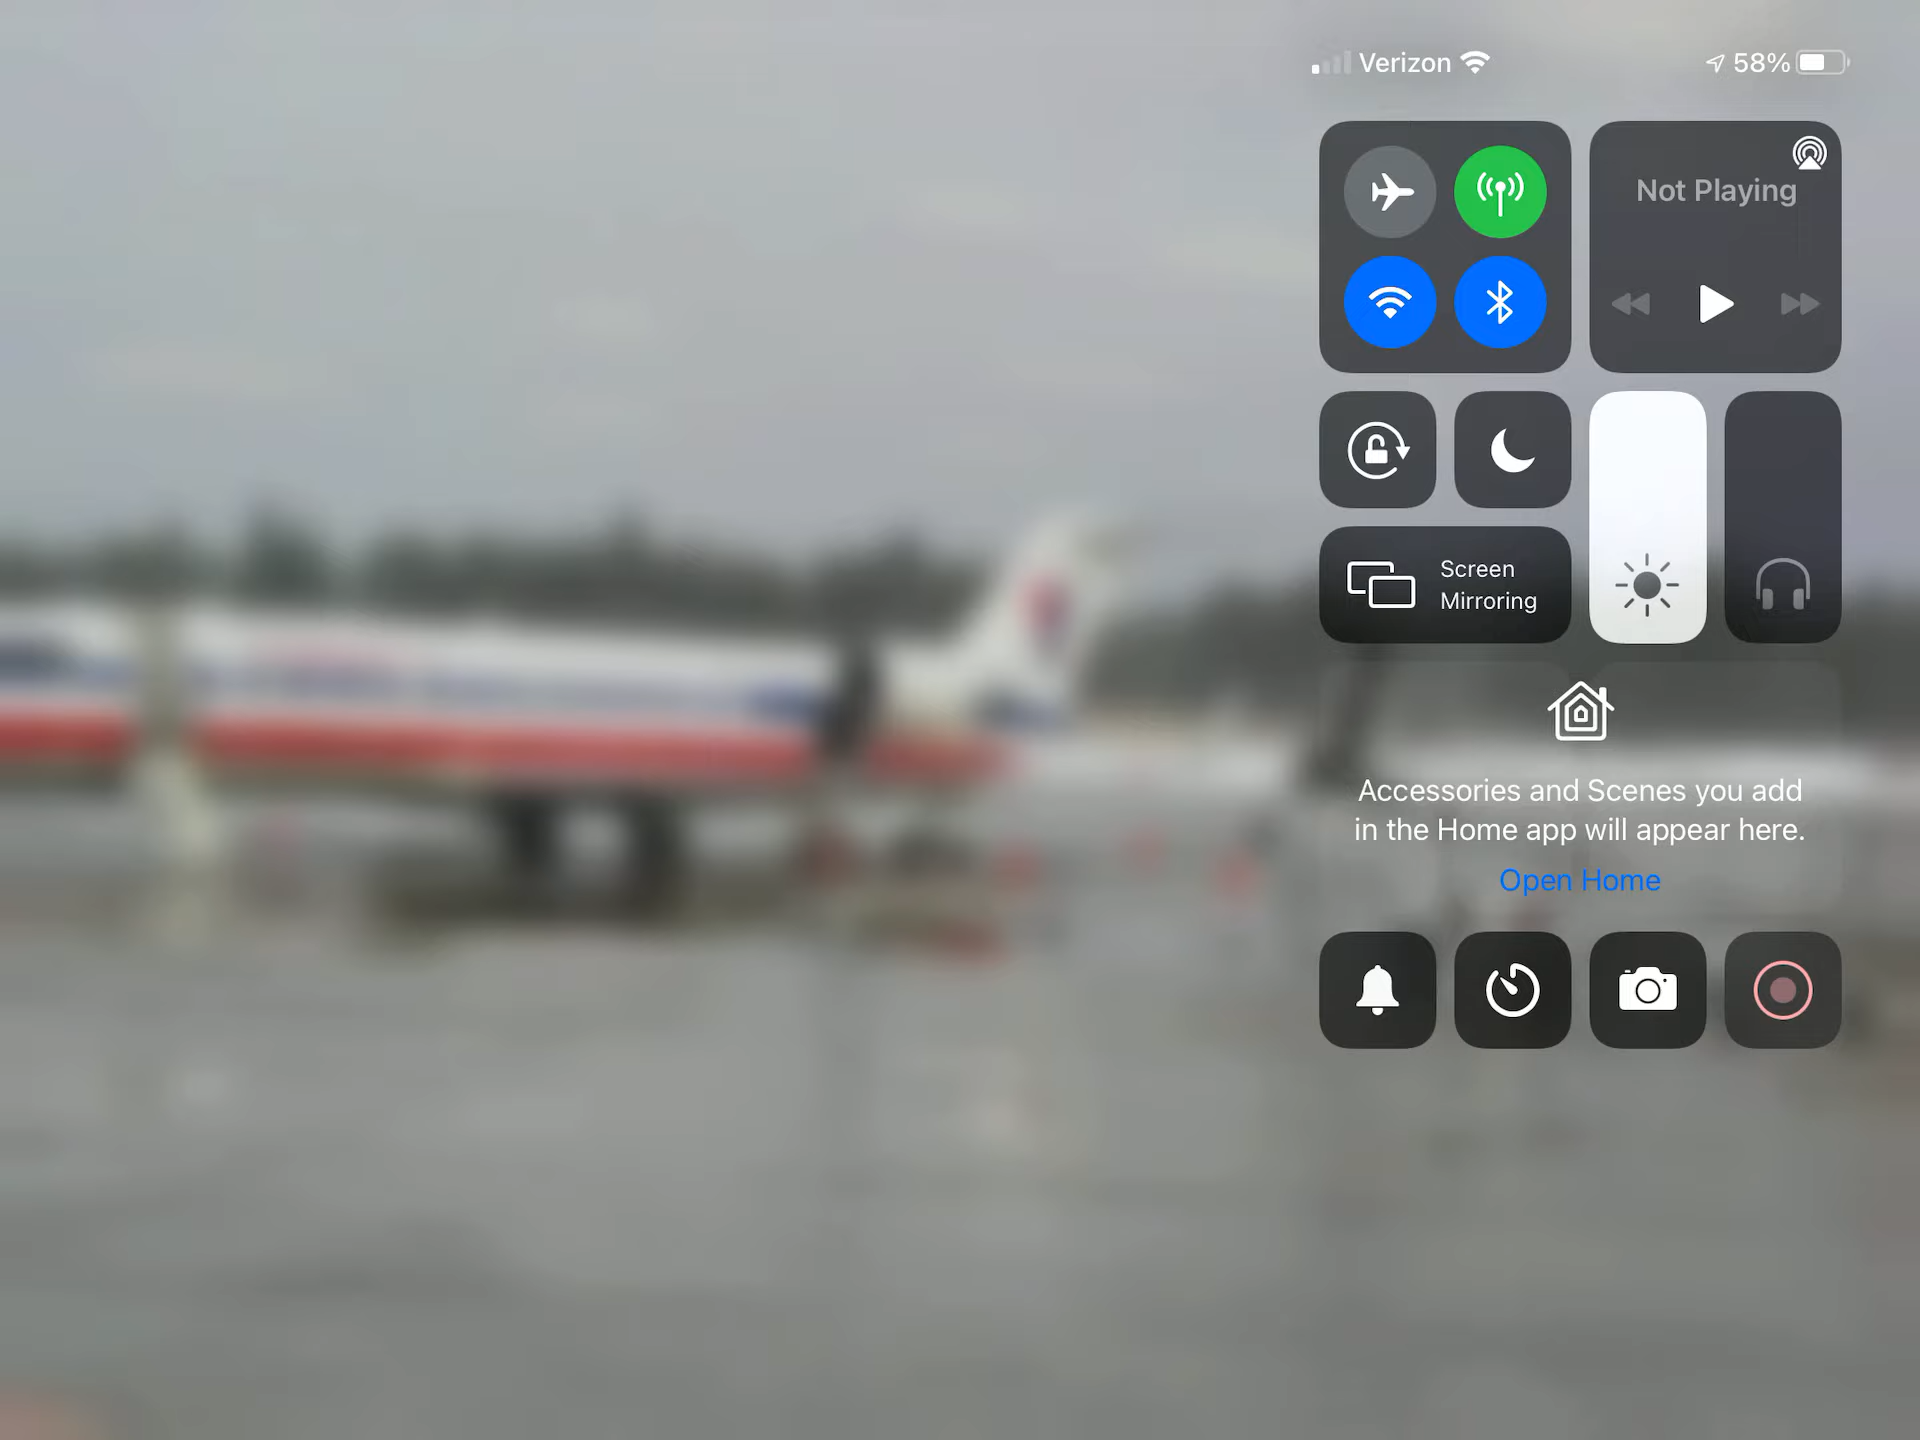 Verizon
58%
Not Playing
Screen
Mirroring
Accessories and Scenes you add
in the Home app will appear here.
Open Home